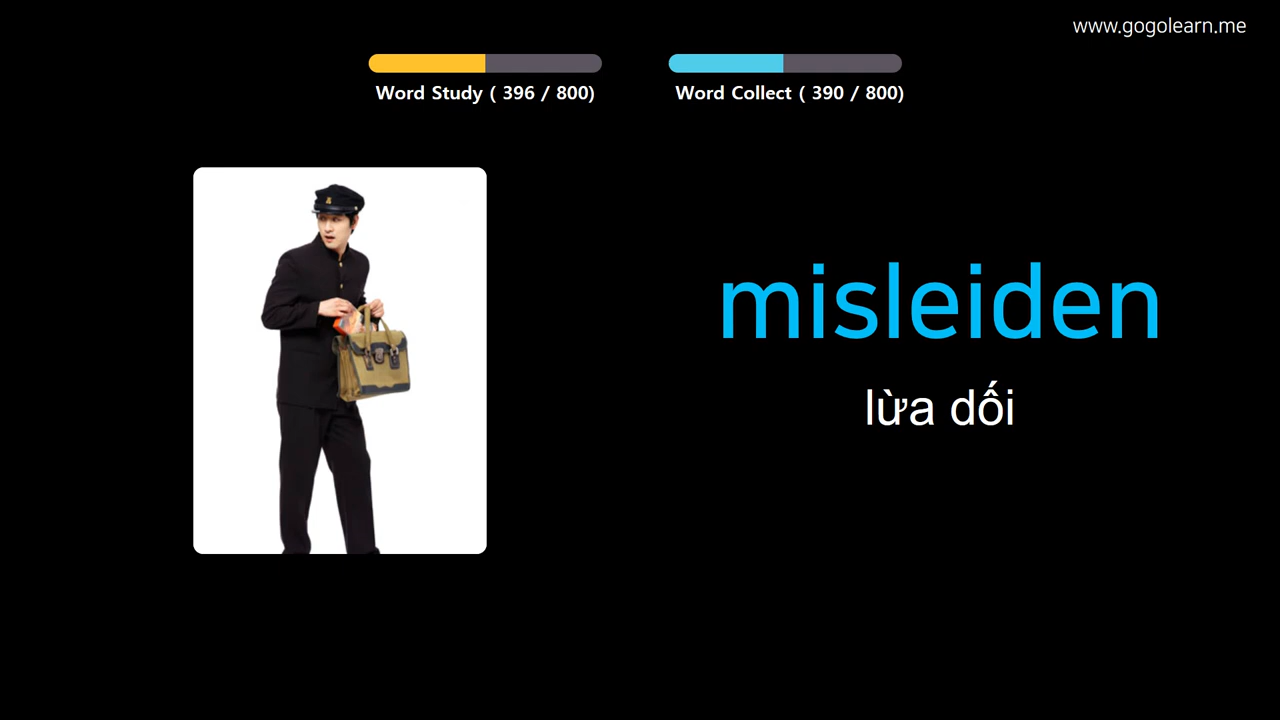 www.gogolearn.me
Word Study ( 396 / 800)
Word Collect ( 390 / 800)
misleiden
lừa dối